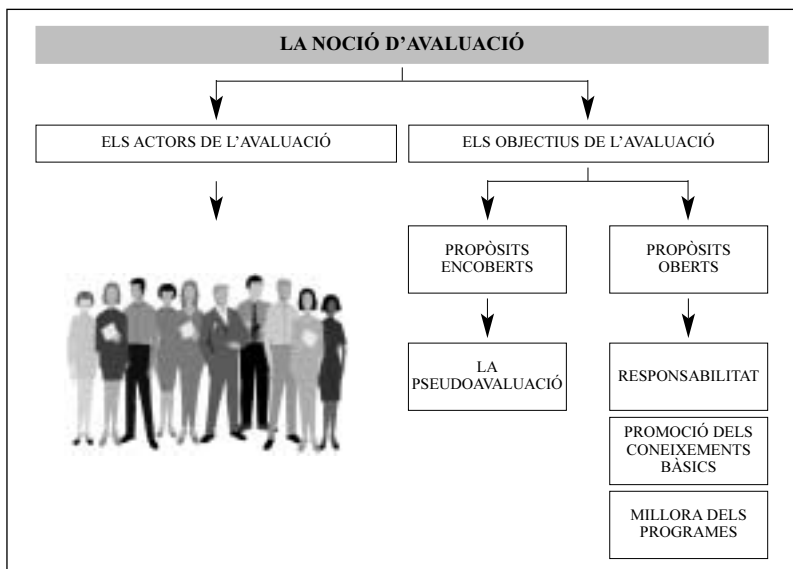 LA NOCIÓ D’AVALUACIÓ
ELS ACTORS DE L’AVALUACIÓ
ELS OBJECTIUS DE L’AVALUACIÓ
PROPÒSITS
ENCOBERTS
PROPÒSITS
OBERTS
LA
PSEUDOAVALUACIÓ
RESPONSABILITAT
PROMOCIÓ DELS
CONEIXEMENTS
BÀSICS
MILLORA DELS
PROGRAMES